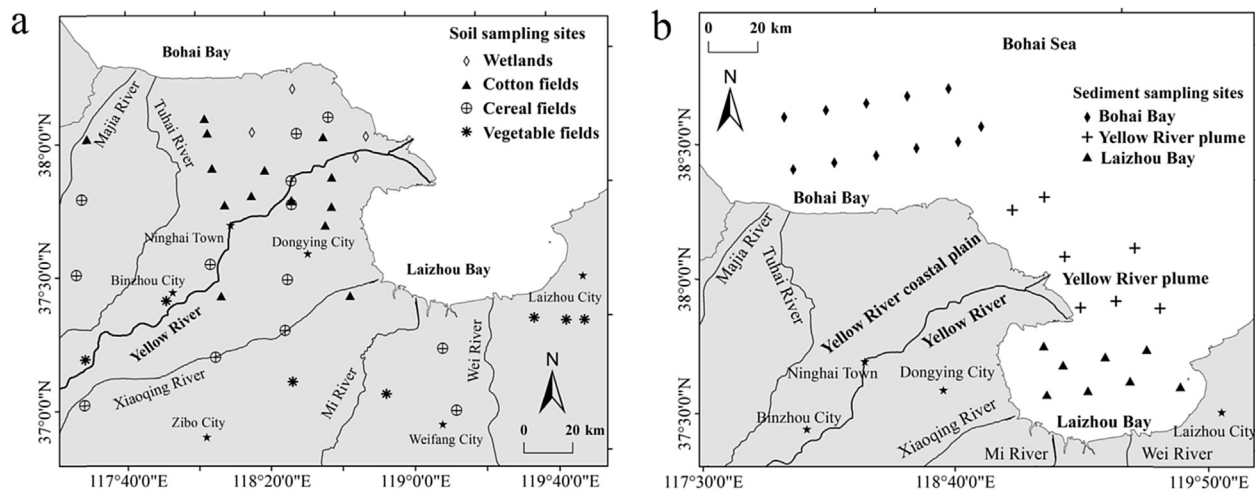 a
Bohai Bay
Soil sampling sites
Wetlands
Cotton fields
Cereal fields
Vegetable fields
Majia River
Tuhai River
38°0'0"N
Ninghai Town
Dongying City
Binzhou City
Laizhou Bay
37°30'0"N
Laizhou City
Yellow River
Xiaoqing River
Mi River
Wei River
N
37°0'0"N
Zibo City
Weifang City
0 20 km
117°40'0"E
118°20'0"E
119°0'0"E
119°40'0"E
b
0 20 km
Bohai Sea
N
Sediment sampling sites
Bohai Bay
Yellow River plume
Laizhou Bay
38°30'0"N
Bohai Bay
Majia River
Tuhai River
Yellow River coastal plain
Yellow River plume
38°0'0"N
Yellow River
Ninghai Town
Dongying City
Binzhou City
Xiaoqing River
Laizhou Bay
Laizhou City
37°30'0"N
Mi River
Wei River
117°30'0"E
118°40'0"E
119°50'0"E